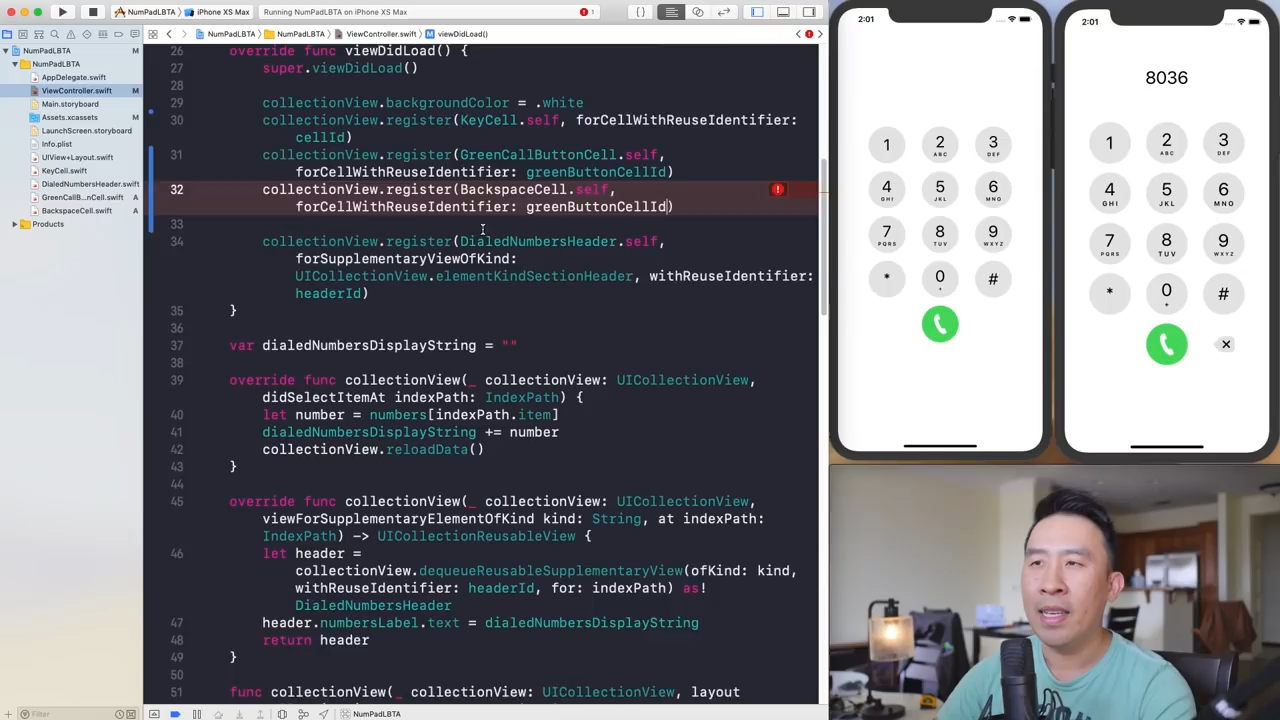 NumPadLBTA
iPhone XS Max
Running NumPadLBTA on iPhone XS Max
1
NumPadLBTA
NumPadLBTA
ViewController.swift
viewDidLoad()
NumPadLBTA M
NumPadLBTA
AppDelegate.swift
ViewController.swift M
Main.storyboard
Assets.xcassets
LaunchScreen.storyboard
Info.plist
UIView+Layout.swift
KeyCell.swift
DialedNumbersHeader.swift M
GreenCallB...nCell.swift A
BackspaceCell.swift A
Products
Filter
26 override func viewDidLoad() {
27 super.viewDidLoad()
28
29 collectionView.backgroundColor = .white
30 collectionView.register(KeyCell.self, forCellWithReuseIdentifier:
cellId)
31 collectionView.register(GreenCallButtonCell.self,
forCellWithReuseIdentifier: greenButtonCellId)
32 collectionView.register(BackspaceCell.self,
forCellWithReuseIdentifier: greenButtonCellId)
33
34 collectionView.register(DialedNumbersHeader.self,
forSupplementaryViewOfKind:
UICollectionView.elementKindSectionHeader, withReuseIdentifier:
headerId)
35 }
36
37 var dialedNumbersDisplayString = ""
38
39 override func collectionView(_ collectionView: UICollectionView,
didSelectItemAt indexPath: IndexPath) {
40 let number = numbers[indexPath.item]
41 dialedNumbersDisplayString += number
42 collectionView.reloadData()
43 }
44
45 override func collectionView(_ collectionView: UICollectionView,
viewForSupplementaryElementOfKind kind: String, at indexPath:
IndexPath) -> UICollectionReusableView {
46 let header =
collectionView.dequeueReusableSupplementaryView(ofKind: kind,
withReuseIdentifier: headerId, for: indexPath) as!
DialedNumbersHeader
47 header.numbersLabel.text = dialedNumbersDisplayString
48 return header
49 }
50
51 func collectionView(_ collectionView: UICollectionView, layout
NumPadLBTA
2:01
1 2 3
ABC DEF
4 5 6
GHI JKL MNO
7 8 9
PQRS TUV WXYZ
* 0 #
2:01
8036
1 2 3
ABC DEF
4 5 6
GHI JKL MNO
7 8 9
PQRS TUV WXYZ
* 0 #
+